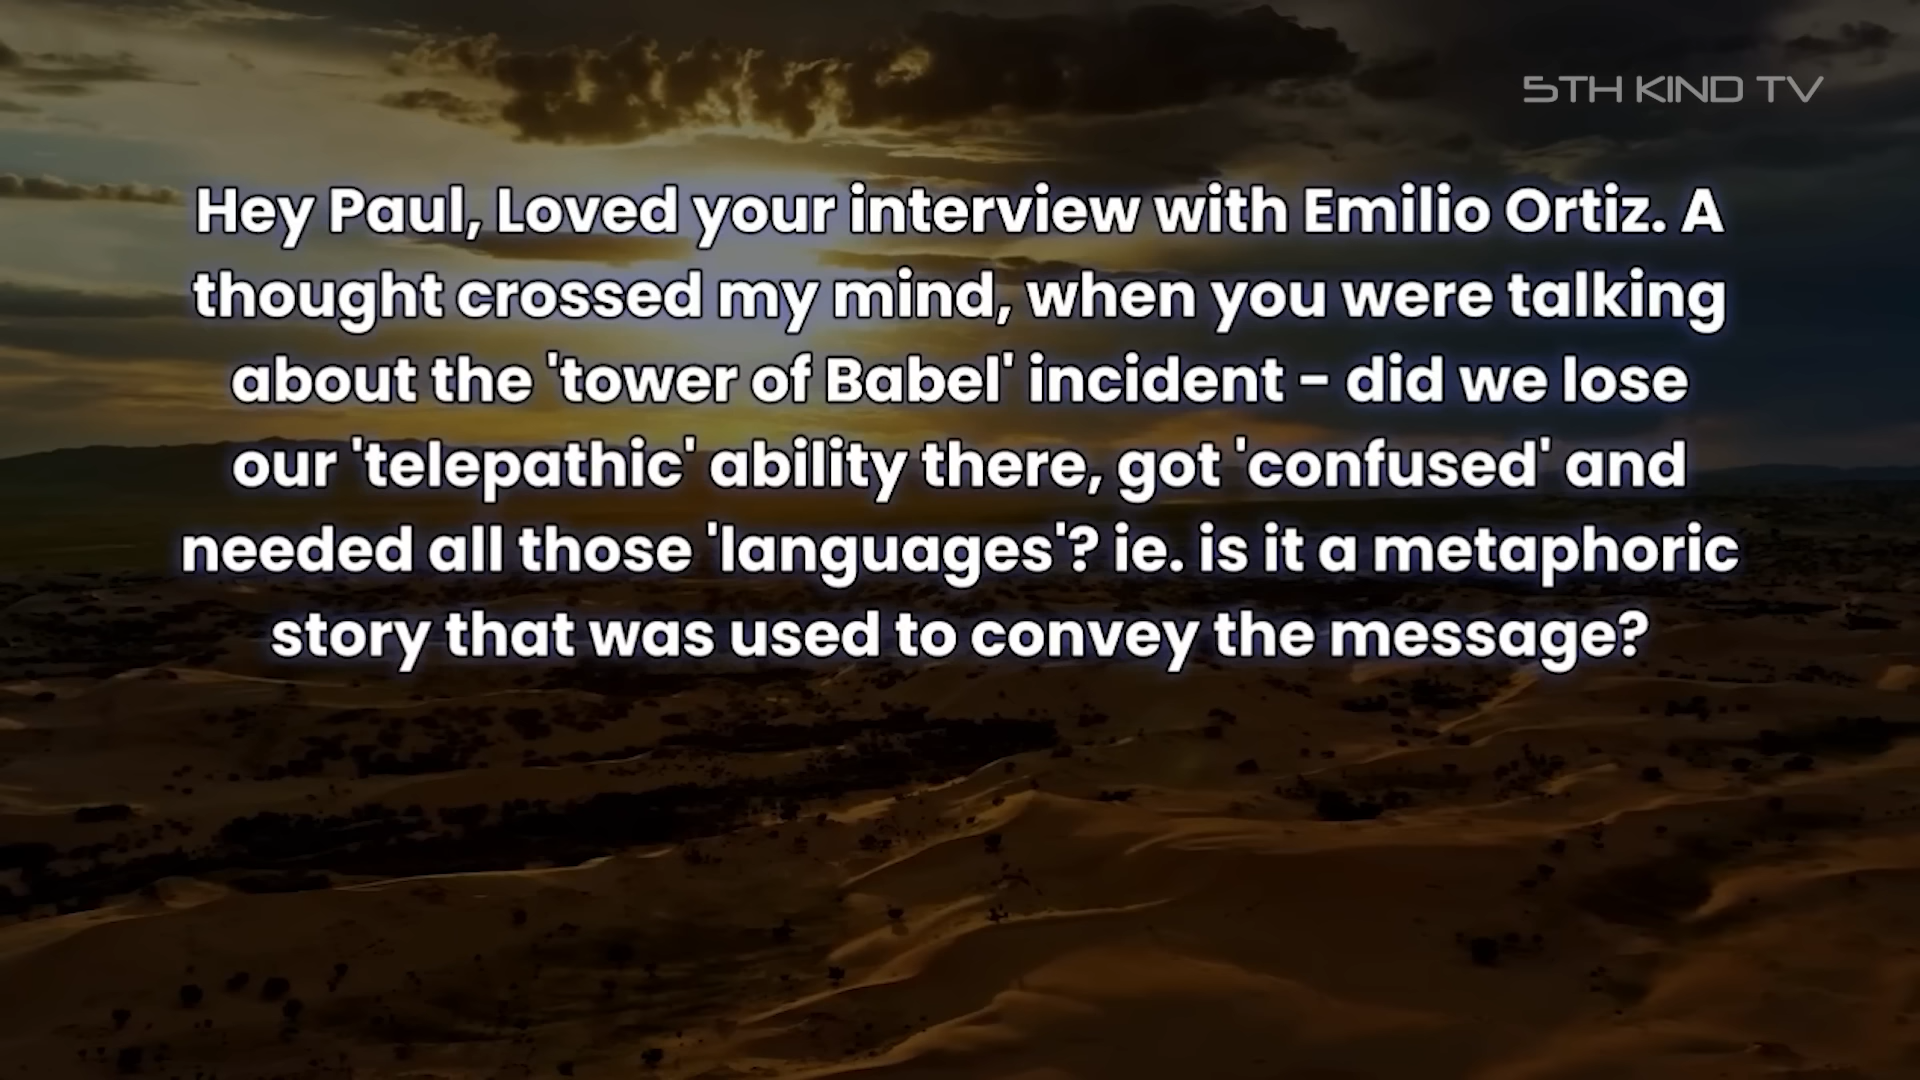 5TH KIND TV
Hey Paul, Loved your interview with Emilio Ortiz. A
thought crossed my mind, when you were talking
about the 'tower of Babel' incident - did we lose
our 'telepathic' ability there, got 'confused' and
needed all those 'languages'? ie. is it a metaphoric
story that was used to convey the message?